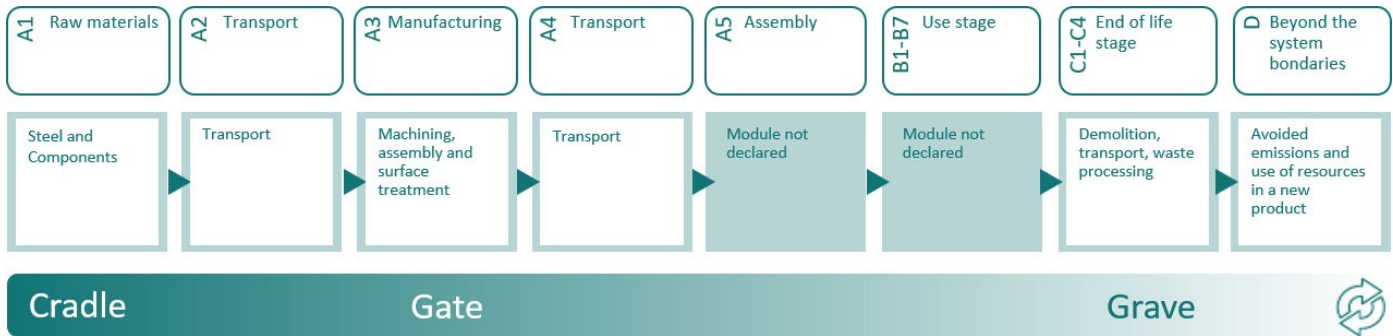 A1 Raw materials
A2 Transport
A3 Manufacturing
A4 Transport
A5 Assembly
B1-B7 Use stage
C1-C4 End of life
stage
D Beyond the
system
bondaries
Steel and
Components
Transport
Machining,
assembly and
surface
treatment
Transport
Module not
declared
Module not
declared
Demolition,
transport, waste
processing
Avoided
emissions and
use of resources
in a new
product
Cradle
Gate
Grave